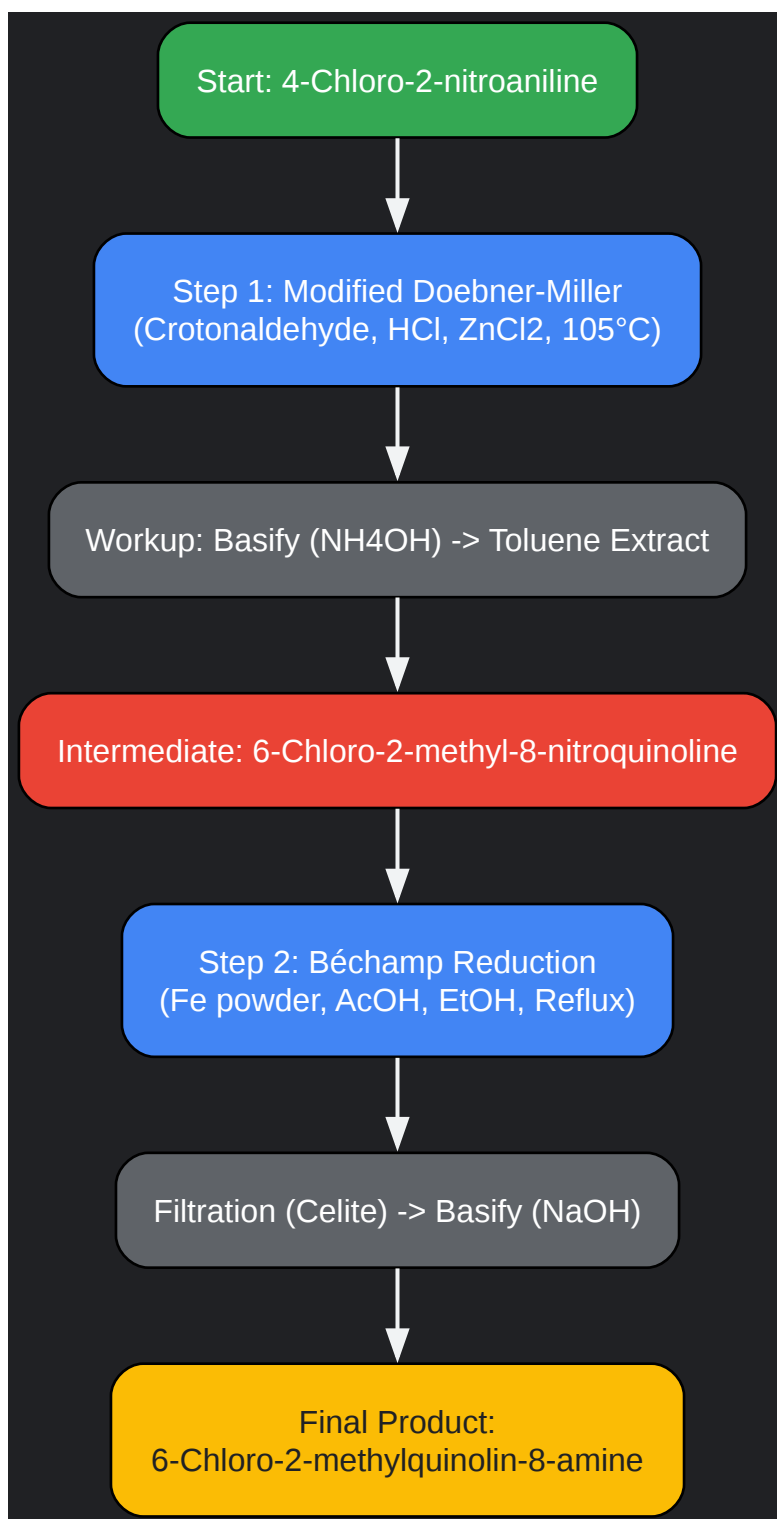 Start: 4-Chloro-2-nitroaniline
Step 1: Modified Doebner-Miller
(Crotonaldehyde, HCl, ZnCl2, 105°C)
Workup: Basify (NH4OH) -> Toluene Extract
Intermediate: 6-Chloro-2-methyl-8-nitroquinoline
Step 2: Béchamp Reduction
(Fe powder, AcOH, EtOH, Reflux)
Filtration (Celite) -> Basify (NaOH)
Final Product:
6-Chloro-2-methylquinolin-8-amine